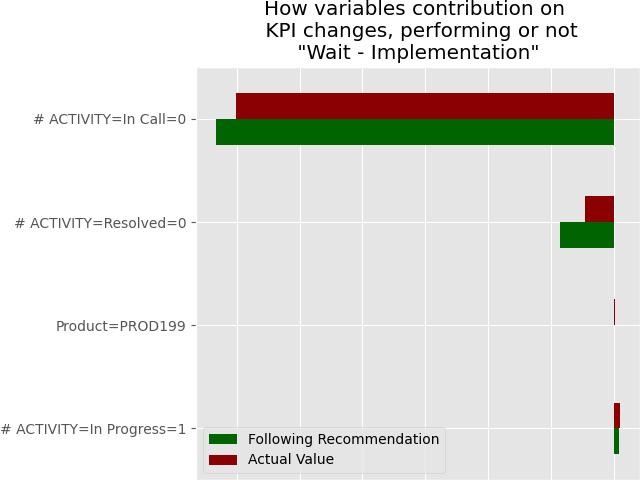 How variables contribution on
KPI changes, performing or not
"Wait - Implementation"
# ACTIVITY=In Call=0
# ACTIVITY=Resolved=0
Product=PROD199
# ACTIVITY=In Progress=1
Following Recommendation
Actual Value